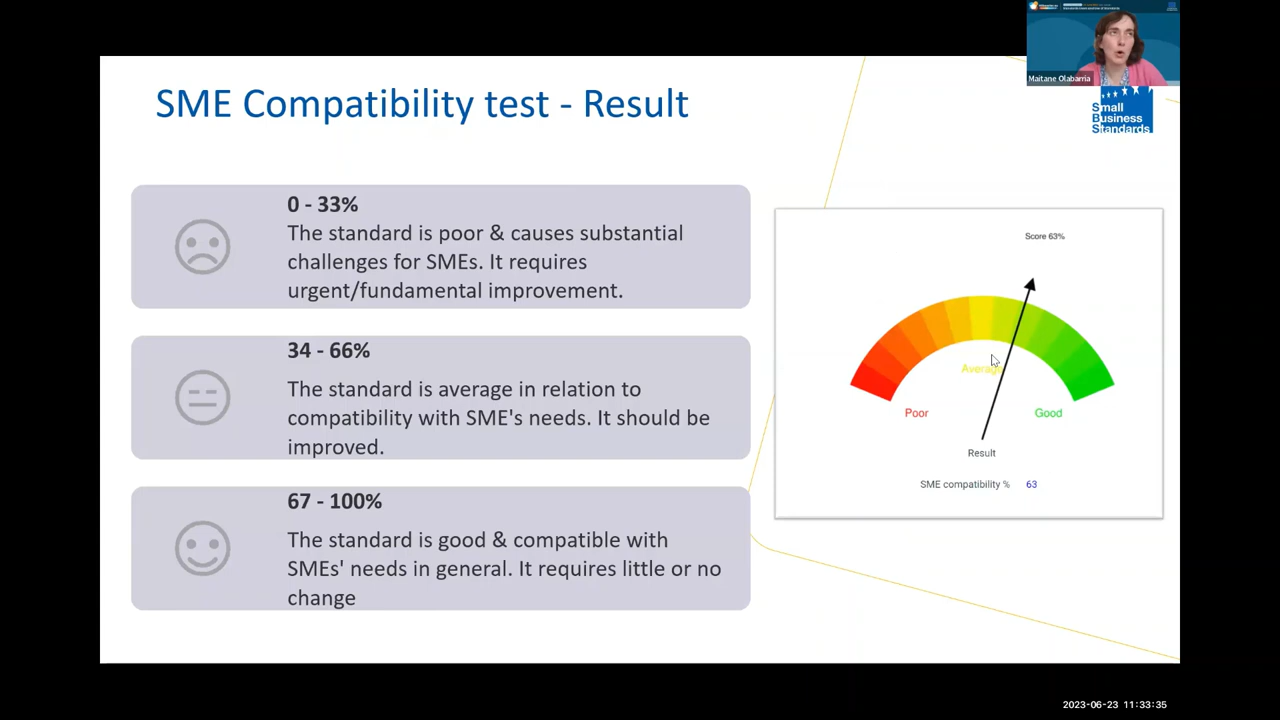 Maitane Olabarria
Small
Business
Standards
SME Compatibility test - Result
0 - 33%
The standard is poor & causes substantial
challenges for SMEs. It requires
urgent/fundamental improvement.
34 - 66%
The standard is average in relation to
compatibility with SME's needs. It should be
improved.
67 - 100%
The standard is good & compatible with
SMEs' needs in general. It requires little or no
change
Score 63%
Average
Poor
Good
Result
SME compatibility % 63
2023-06-23 11:33:35